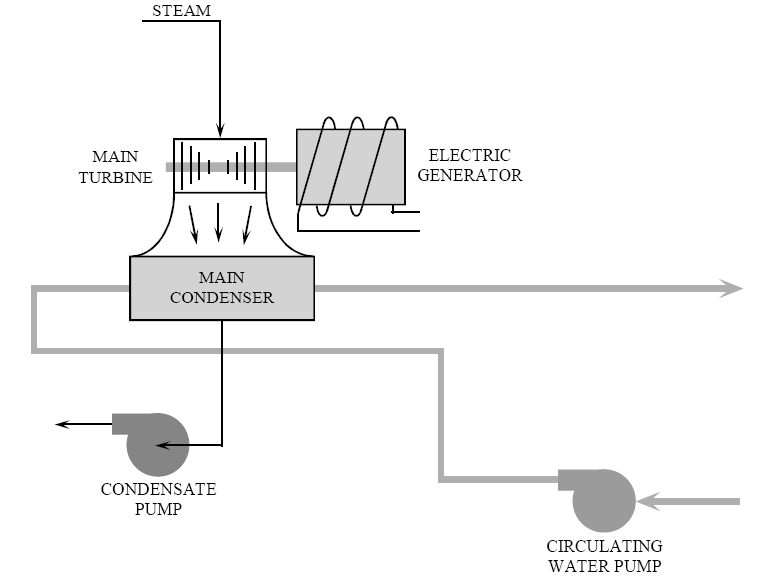 STEAM
MAIN
TURBINE
ELECTRIC
GENERATOR
MAIN
CONDENSER
CONDENSATE
PUMP
CIRCULATING
WATER PUMP